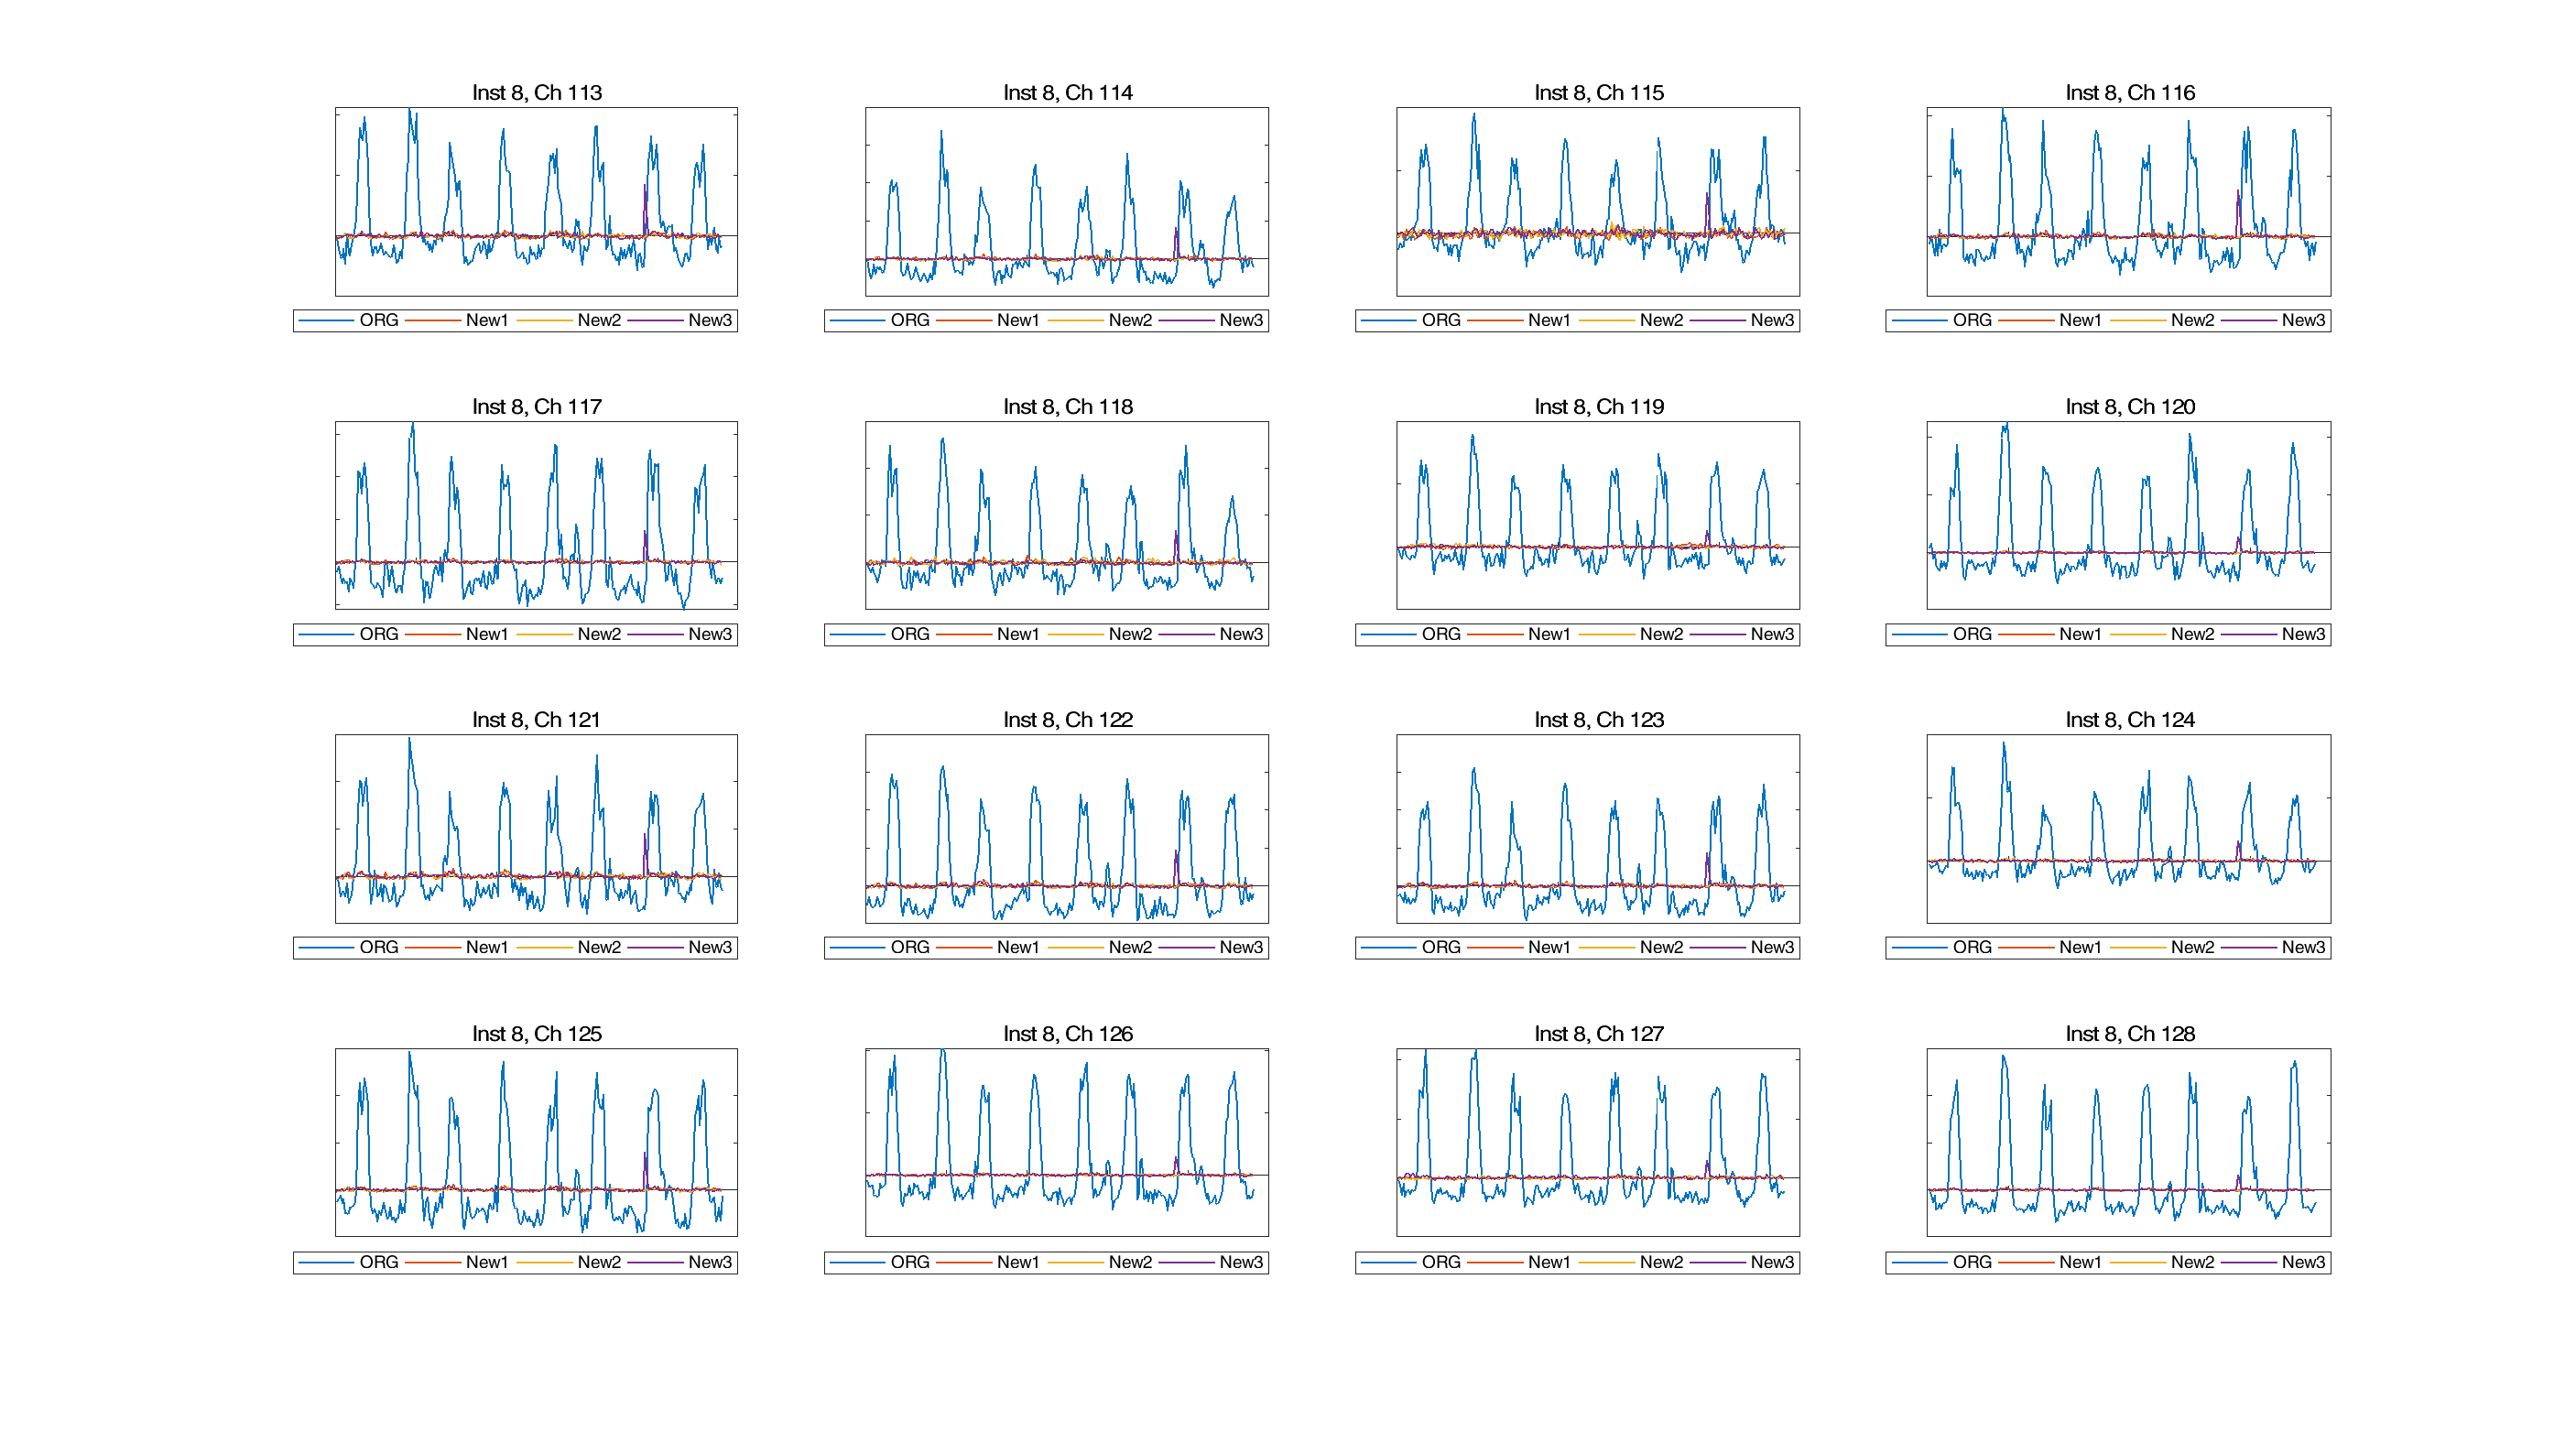 Inst 8, Ch 113
Inst 8, Ch 114
Inst 8, Ch 115
Inst 8, Ch 116
ORG New1 New2 New3
ORG New1 New2 New3
ORG New1 New2 New3
ORG New1 New2 New3
Inst 8, Ch 117
Inst 8, Ch 118
Inst 8, Ch 119
Inst 8, Ch 120
ORG New1 New2 New3
ORG New1 New2 New3
ORG New1 New2 New3
ORG New1 New2 New3
Inst 8, Ch 121
Inst 8, Ch 122
Inst 8, Ch 123
Inst 8, Ch 124
ORG New1 New2 New3
ORG New1 New2 New3
ORG New1 New2 New3
ORG New1 New2 New3
Inst 8, Ch 125
Inst 8, Ch 126
Inst 8, Ch 127
Inst 8, Ch 128
ORG New1 New2 New3
ORG New1 New2 New3
ORG New1 New2 New3
ORG New1 New2 New3